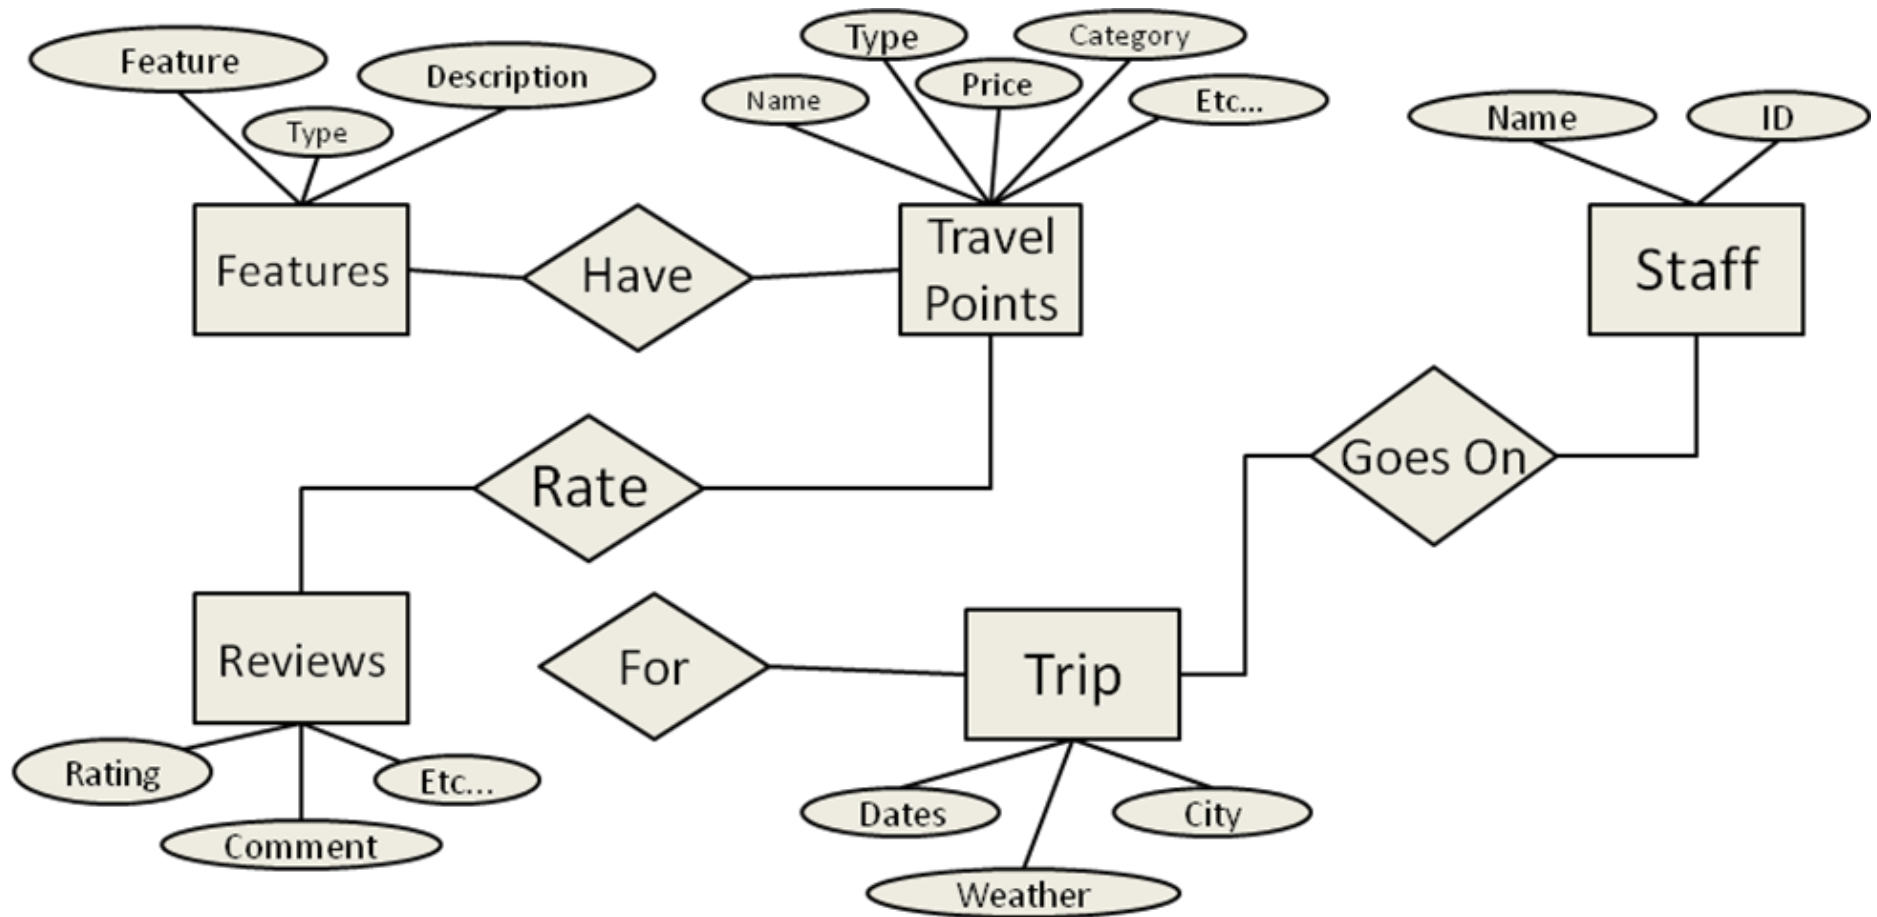 Feature
Description
Type
Type
Category
Name
Price
Etc...
Name
ID
Features
Have
Travel
Points
Staff
Rate
Goes On
Reviews
For
Trip
Rating
Etc...
Comment
Dates
City
Weather